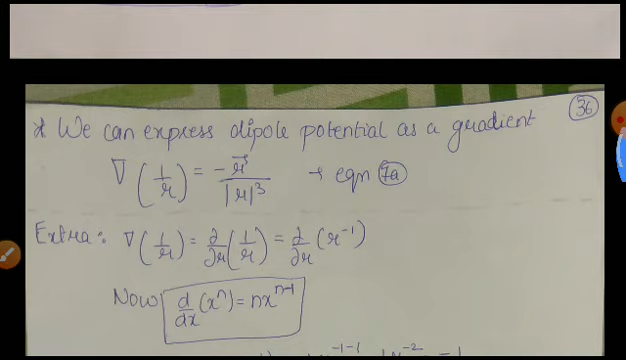 36
* We can express dipole potential as a gradient
∇(1/r) = -r⃗/|r|³ → eqn 7a
Extra: ∇(1/r) = ∂/∂r(1/r) = ∂/∂r(r⁻¹)
Now d/dx(xⁿ) = nxⁿ⁻¹